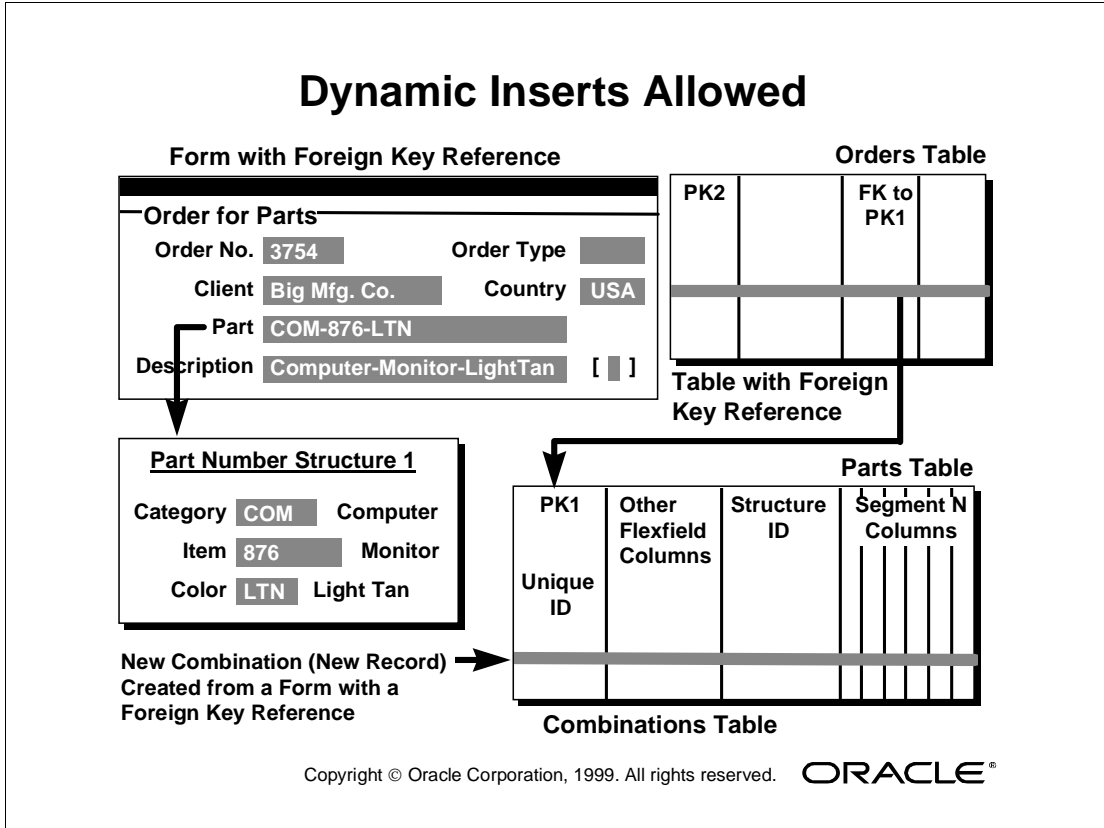 Dynamic Inserts Allowed
Form with Foreign Key Reference
Order for Parts
Order No. 3754 Order Type
Client Big Mfg. Co. Country USA
Part COM-876-LTN
Description Computer-Monitor-LightTan [ ]
Orders Table
PK2 FK to
PK1
Table with Foreign
Key Reference
Part Number Structure 1
Category COM Computer
Item 876 Monitor
Color LTN Light Tan
Parts Table
PK1 Other Structure Segment N
Flexfield ID Columns
Columns
Unique
ID
New Combination (New Record)
Created from a Form with a
Foreign Key Reference
Combinations Table
Copyright © Oracle Corporation, 1999. All rights reserved. ORACLE®